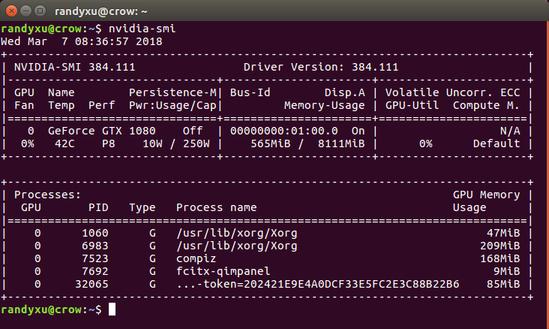 randyxu@crow: ~
randyxu@crow:~$ nvidia-smi
Wed Mar  7 08:36:57 2018
+-----------------------------------------------------------------------------+
| NVIDIA-SMI 384.111                Driver Version: 384.111                   |
|-------------------------------+----------------------+----------------------+
| GPU  Name        Persistence-M| Bus-Id        Disp.A | Volatile Uncorr. ECC |
| Fan  Temp  Perf  Pwr:Usage/Cap|         Memory-Usage | GPU-Util  Compute M. |
|===============================+======================+======================|
|   0  GeForce GTX 1080    Off  | 00000000:01:00.0  On |                  N/A |
|  0%   42C    P8    10W / 250W |    565MiB /  8111MiB |      0%      Default |
+-------------------------------+----------------------+----------------------+

+-----------------------------------------------------------------------------+
| Processes:                                                       GPU Memory |
|  GPU       PID   Type   Process name                             Usage      |
|=============================================================================|
|    0      1060      G   /usr/lib/xorg/Xorg                            47MiB |
|    0      6983      G   /usr/lib/xorg/Xorg                           209MiB |
|    0      7523      G   compiz                                       168MiB |
|    0      7692      G   fcitx-qimpanel                                 9MiB |
|    0     32065      G   ...-token=202421E9E4A0DCF33E5FC2E3C88B22B6    85MiB |
+-----------------------------------------------------------------------------+
randyxu@crow:~$